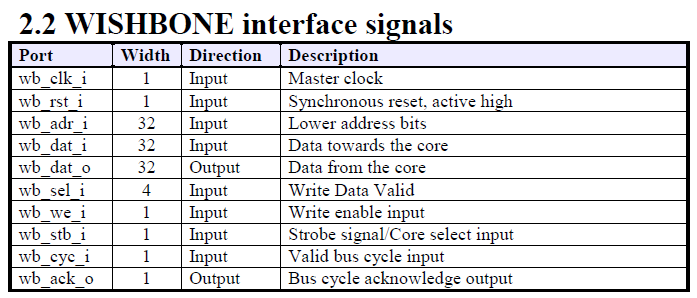 2.2 WISHBONE interface signals
Port Width Direction Description
wb_clk_i 1 Input Master clock
wb_rst_i 1 Input Synchronous reset, active high
wb_adr_i 32 Input Lower address bits
wb_dat_i 32 Input Data towards the core
wb_dat_o 32 Output Data from the core
wb_sel_i 4 Input Write Data Valid
wb_we_i 1 Input Write enable input
wb_stb_i 1 Input Strobe signal/Core select input
wb_cyc_i 1 Input Valid bus cycle input
wb_ack_o 1 Output Bus cycle acknowledge output